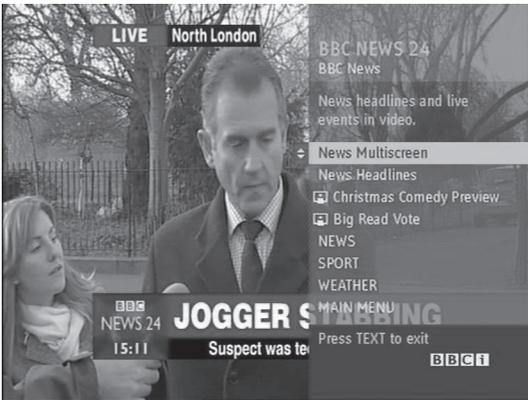 LIVE North London
BBC NEWS 24
BBC News
News headlines and live
events in video.
News Multiscreen
News Headlines
Christmas Comedy Preview
Big Read Vote
NEWS
SPORT
WEATHER
MAIN MENU
Press TEXT to exit
BBCi
BBC
NEWS 24
15:11
JOGGER STABBING
Suspect was